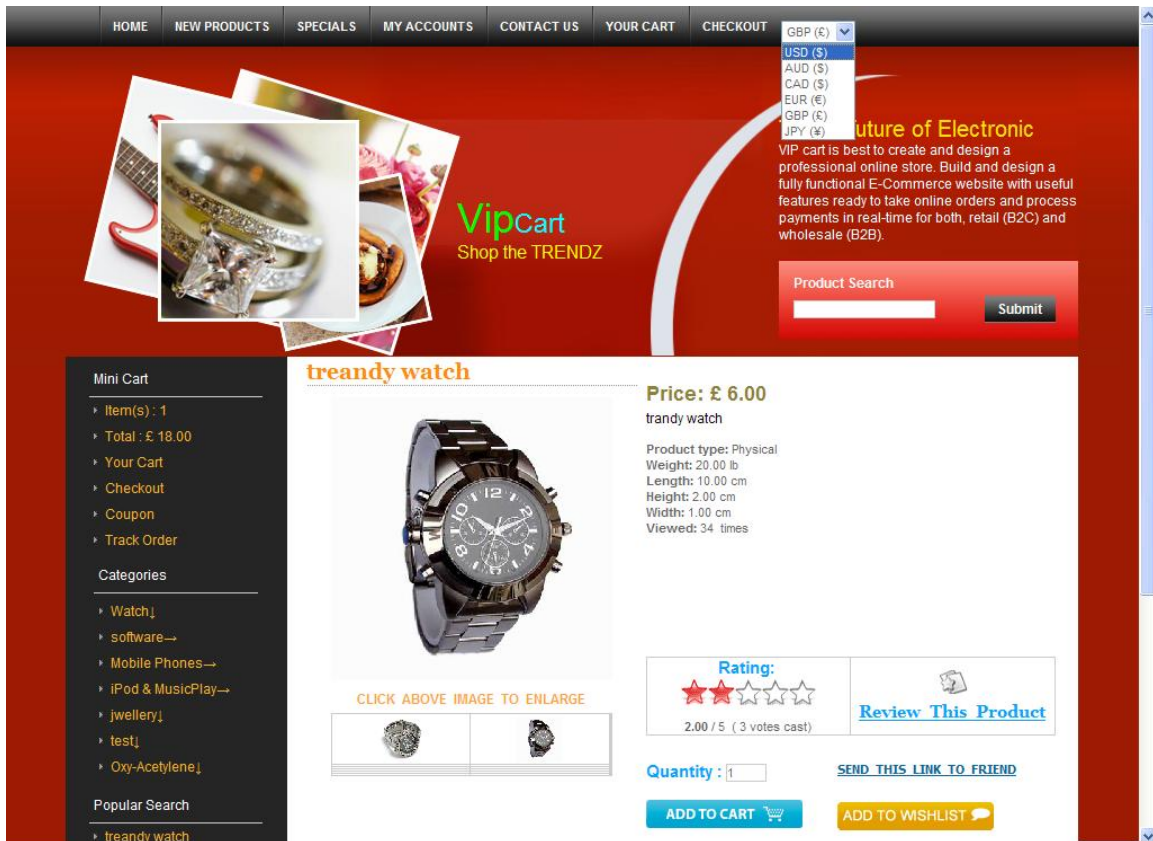 HOME NEW PRODUCTS SPECIALS MY ACCOUNTS CONTACT US YOUR CART CHECKOUT GBP (£)
USD ($)
AUD ($)
CAD ($)
EUR (€)
GBP (£)
JPY (¥)
uture of Electronic
VIP cart is best to create and design a
professional online store. Build and design a
fully functional E-Commerce website with useful
features ready to take online orders and process
payments in real-time for both, retail (B2C) and
wholesale (B2B).
VipCart
Shop the TRENDZ
Product Search
Submit
Mini Cart
Item(s) : 1
Total : £ 18.00
Your Cart
Checkout
Coupon
Track Order
Categories
Watch↓
software→
Mobile Phones→
iPod & MusicPlay→
jwellery↓
test↓
Oxy-Acetylene↓
Popular Search
treandy watch
treandy watch
CLICK ABOVE IMAGE TO ENLARGE
Price: £ 6.00
trandy watch
Product type: Physical
Weight: 20.00 lb
Length: 10.00 cm
Height: 2.00 cm
Width: 1.00 cm
Viewed: 34 times
Rating:
2.00 / 5 ( 3 votes cast)
Review This Product
Quantity : 1
SEND THIS LINK TO FRIEND
ADD TO CART
ADD TO WISHLIST